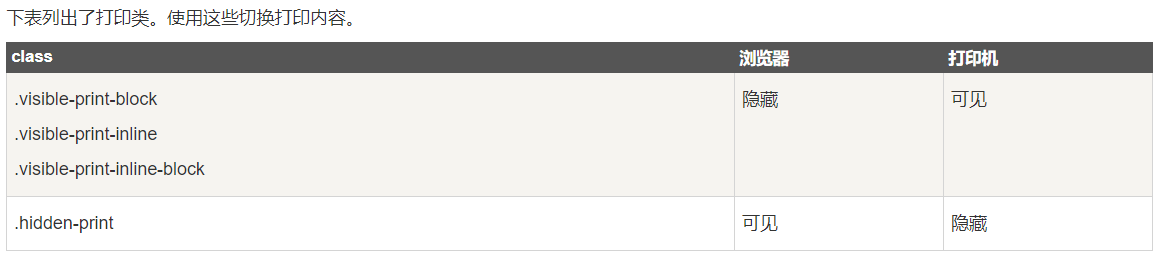 下表列出了打印类。使用这些切换打印内容。
class 浏览器 打印机
.visible-print-block 隐藏 可见
.visible-print-inline
.visible-print-inline-block
.hidden-print 可见 隐藏